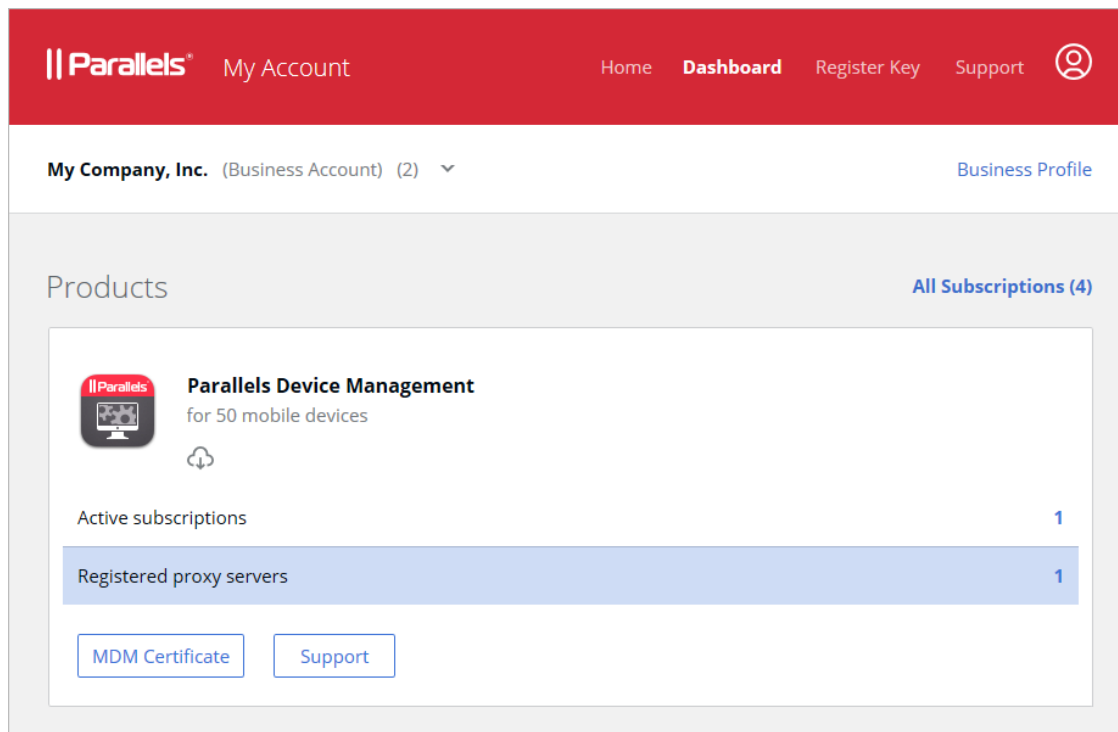 Parallels® My Account Home Dashboard Register Key Support
My Company, Inc. (Business Account) (2) Business Profile
Products All Subscriptions (4)
Parallels
Parallels Device Management
for 50 mobile devices
Active subscriptions 1
Registered proxy servers 1
MDM Certificate Support